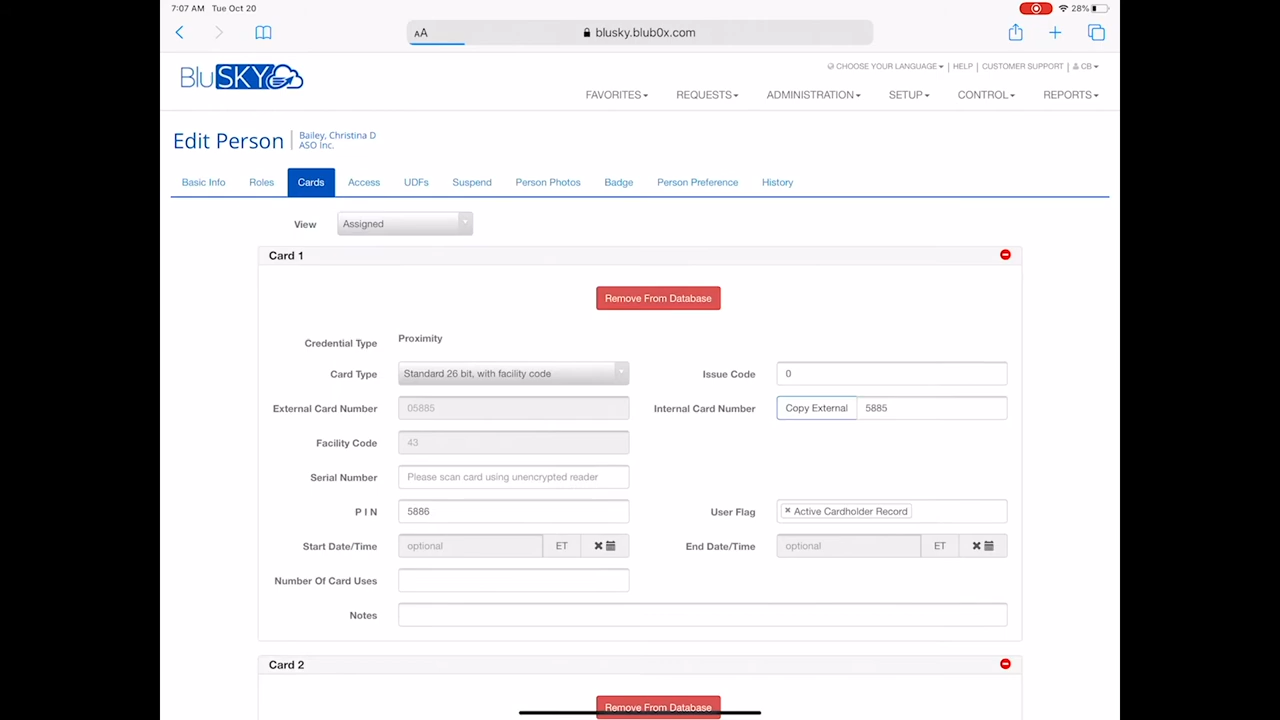 7:07 AM Tue Oct 20
28%
AA
blusky.blub0x.com
BluSKY
CHOOSE YOUR LANGUAGE | HELP | CUSTOMER SUPPORT | CB
FAVORITES REQUESTS ADMINISTRATION SETUP CONTROL REPORTS
Edit Person
Bailey, Christina D
ASO Inc.
Basic Info Roles Cards Access UDFs Suspend Person Photos Badge Person Preference History
View Assigned
Card 1
Remove From Database
Credential Type Proximity
Card Type Standard 26 bit, with facility code Issue Code 0
External Card Number 05885 Internal Card Number Copy External 5885
Facility Code 43
Serial Number Please scan card using unencrypted reader
P I N 5886 User Flag × Active Cardholder Record
Start Date/Time optional ET End Date/Time optional ET
Number Of Card Uses
Notes
Card 2
Remove From Database